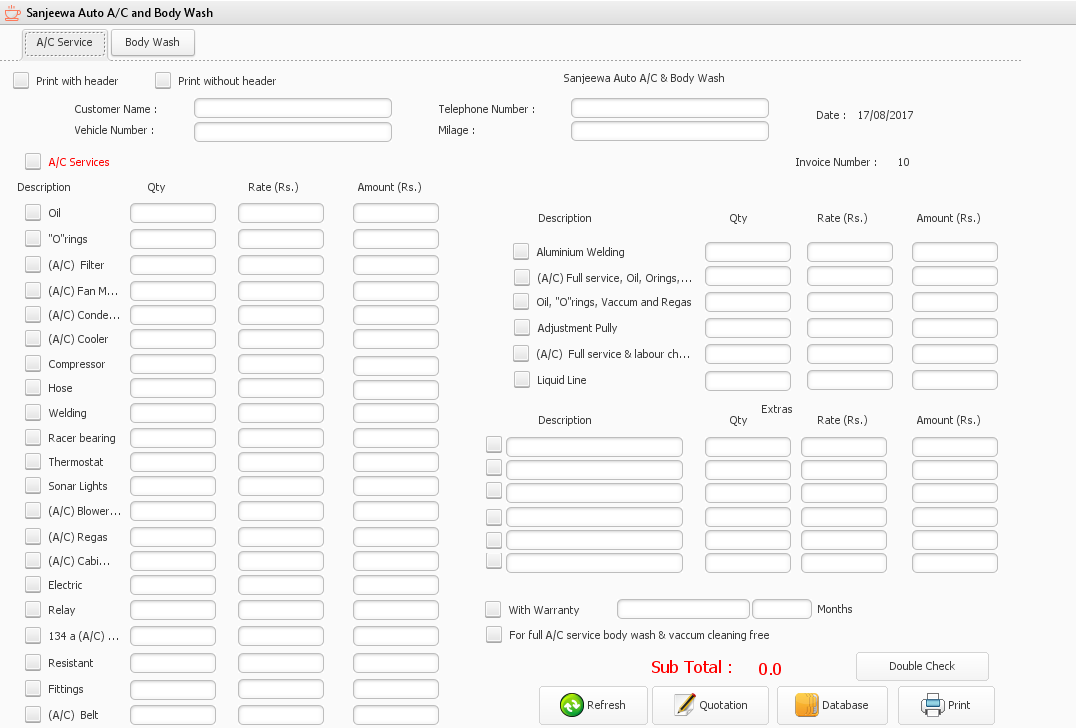 Sanjeewa Auto A/C and Body Wash
A/C Service Body Wash
Print with header Print without header Sanjeewa Auto A/C & Body Wash
Customer Name : Telephone Number : Date : 17/08/2017
Vehicle Number : Milage :
A/C Services Invoice Number : 10
Description Qty Rate (Rs.) Amount (Rs.)
Oil
"O"rings
(A/C) Filter
(A/C) Fan M...
(A/C) Conde...
(A/C) Cooler
Compressor
Hose
Welding
Racer bearing
Thermostat
Sonar Lights
(A/C) Blower...
(A/C) Regas
(A/C) Cabi...
Electric
Relay
134 a (A/C) ...
Resistant
Fittings
(A/C) Belt
Description Qty Rate (Rs.) Amount (Rs.)
Aluminium Welding
(A/C) Full service, Oil, Orings,...
Oil, "O"rings, Vaccum and Regas
Adjustment Pully
(A/C) Full service & labour ch...
Liquid Line
Extras
Description Qty Rate (Rs.) Amount (Rs.)
With Warranty Months
For full A/C service body wash & vaccum cleaning free
Sub Total : 0.0 Double Check
Refresh Quotation Database Print